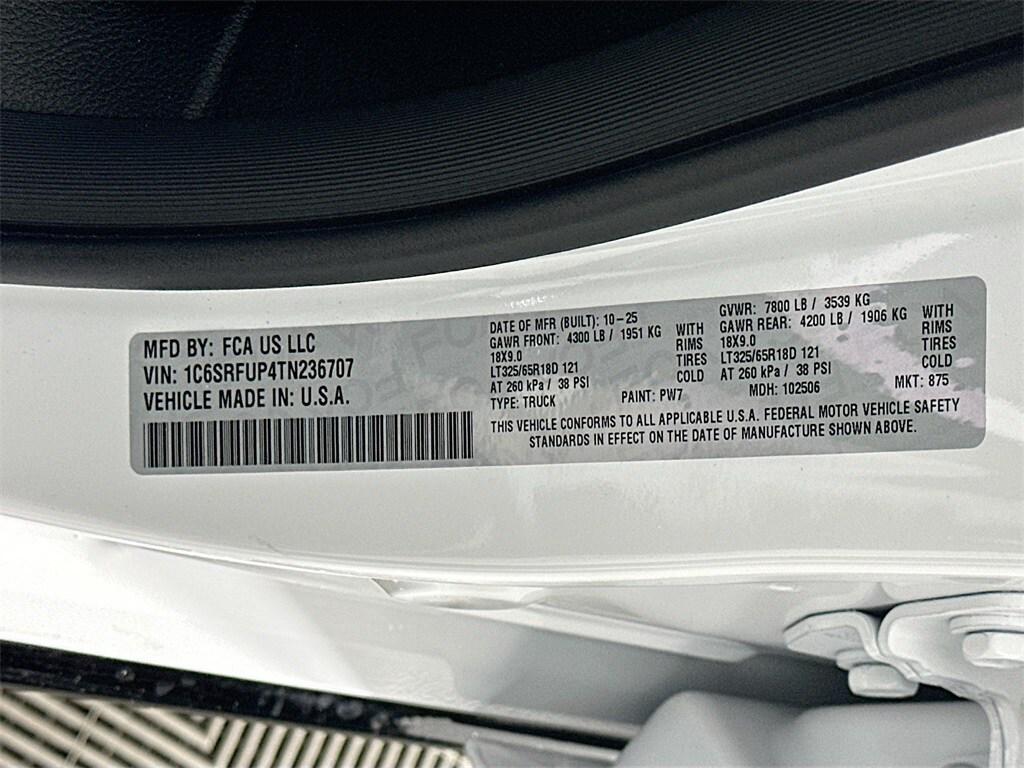 MFD BY: FCA US LLC
VIN: 1C6SRFUP4TN236707
VEHICLE MADE IN: U.S.A.
DATE OF MFR (BUILT): 10-25
GAWR FRONT: 4300 LB / 1951 KG
18X9.0
LT325/65R18D 121
AT 260 kPa / 38 PSI
WITH
RIMS
TIRES
COLD
GVWR: 7800 LB / 3539 KG
GAWR REAR: 4200 LB / 1906 KG
18X9.0
LT325/65R18D 121
AT 260 kPa / 38 PSI
WITH
RIMS
TIRES
COLD
TYPE: TRUCK PAINT: PW7 MDH: 102506 MKT: 875
THIS VEHICLE CONFORMS TO ALL APPLICABLE U.S.A. FEDERAL MOTOR VEHICLE SAFETY
STANDARDS IN EFFECT ON THE DATE OF MANUFACTURE SHOWN ABOVE.